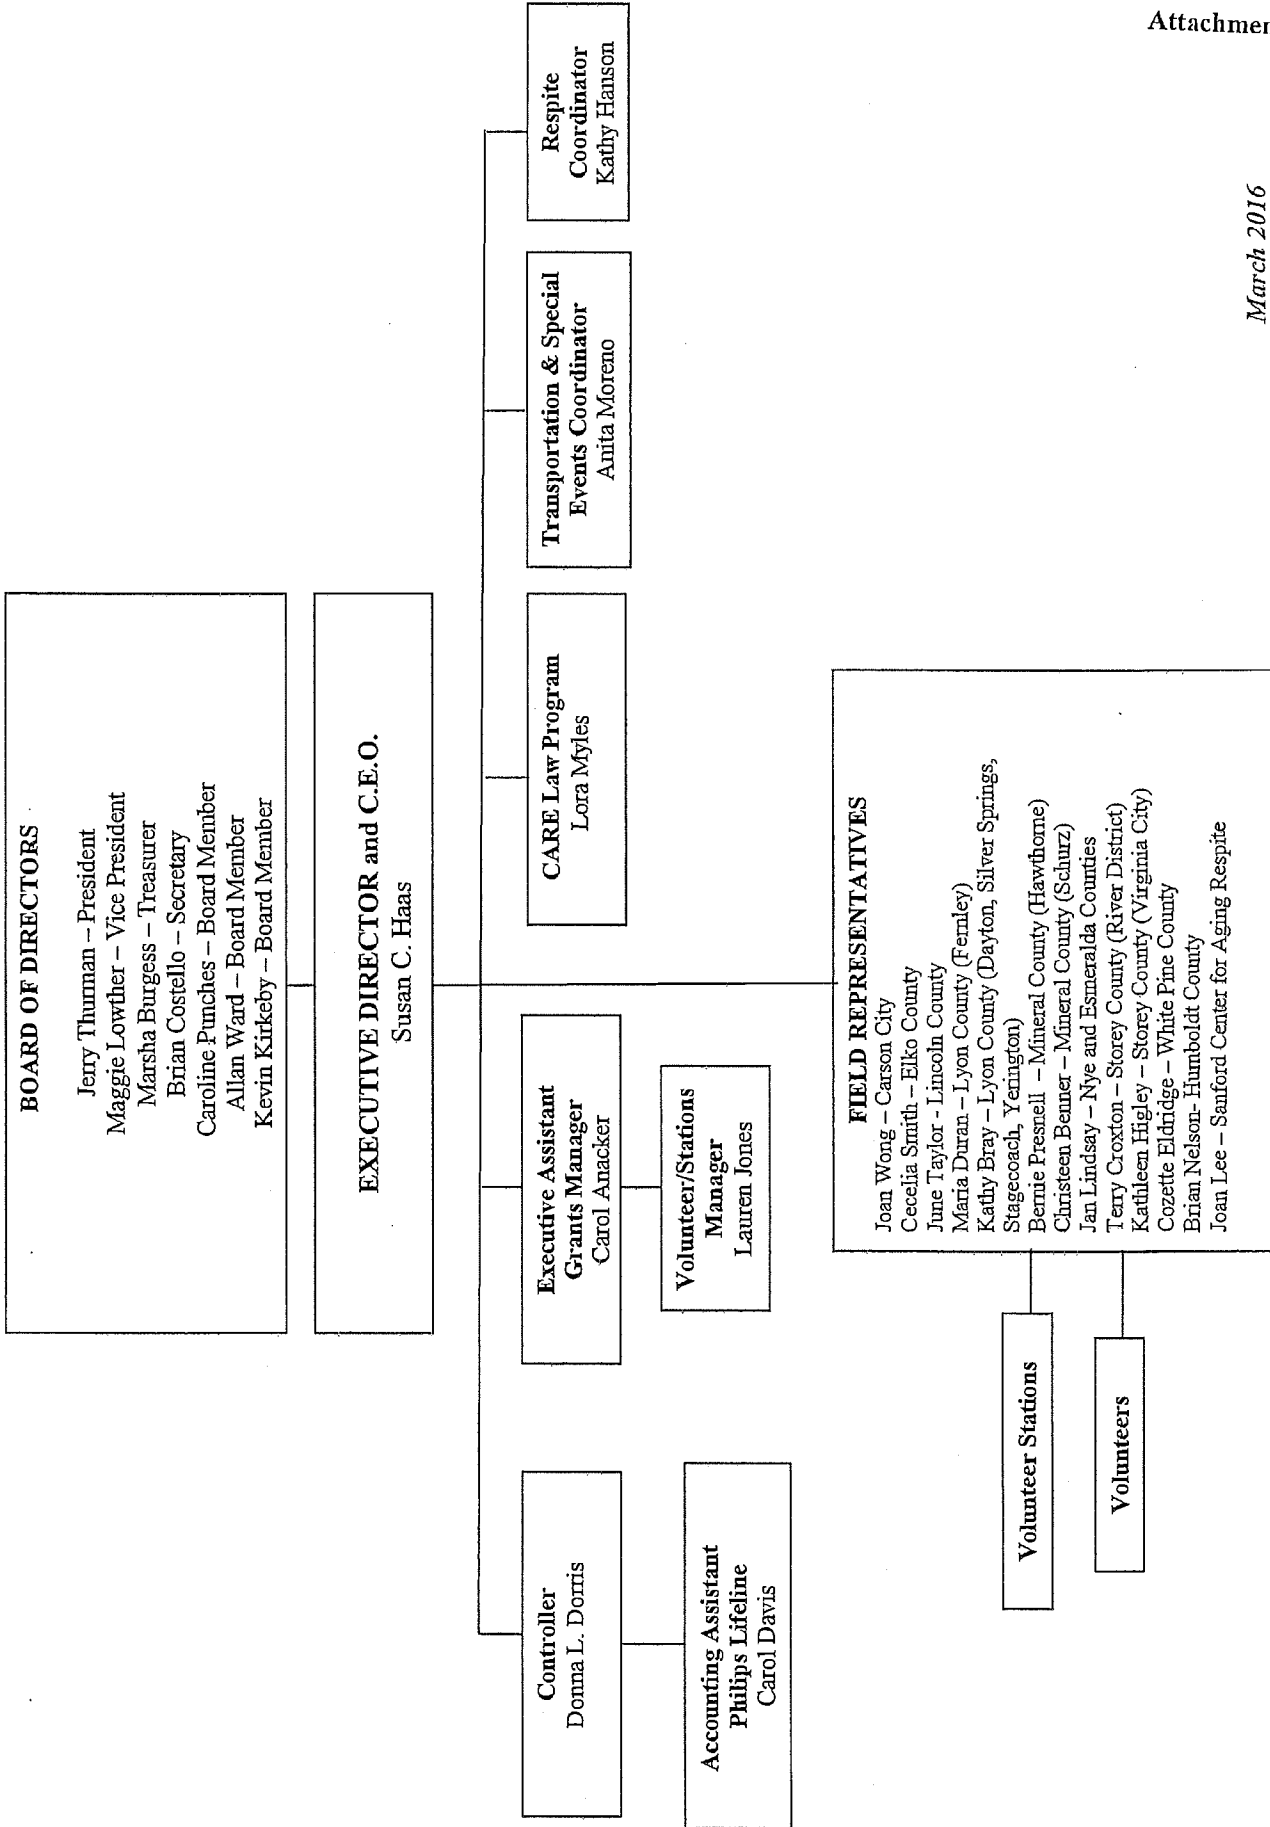 Attachmen
BOARD OF DIRECTORS
Jerry Thurman – President
Maggie Lowther – Vice President
Marsha Burgess – Treasurer
Brian Costello – Secretary
Caroline Punches – Board Member
Allan Ward – Board Member
Kevin Kirkeby – Board Member
EXECUTIVE DIRECTOR and C.E.O.
Susan C. Haas
Controller
Donna L. Dorris
Executive Assistant
Grants Manager
Carol Anacker
CARE Law Program
Lora Myles
Transportation & Special
Events Coordinator
Anita Moreno
Respite
Coordinator
Kathy Hanson
Accounting Assistant
Philips Lifeline
Carol Davis
Volunteer/Stations
Manager
Lauren Jones
FIELD REPRESENTATIVES
Joan Wong – Carson City
Cecelia Smith – Elko County
June Taylor - Lincoln County
Maria Duran – Lyon County (Fernley)
Kathy Bray – Lyon County (Dayton, Silver Springs,
Stagecoach, Yerington)
Bernie Presnell – Mineral County (Hawthorne)
Christeen Benner – Mineral County (Schurz)
Jan Lindsay – Nye and Esmeralda Counties
Terry Croxton – Storey County (River District)
Kathleen Higley – Storey County (Virginia City)
Cozette Eldridge – White Pine County
Brian Nelson- Humboldt County
Joan Lee – Sanford Center for Aging Respite
Volunteer Stations
Volunteers
March 2016